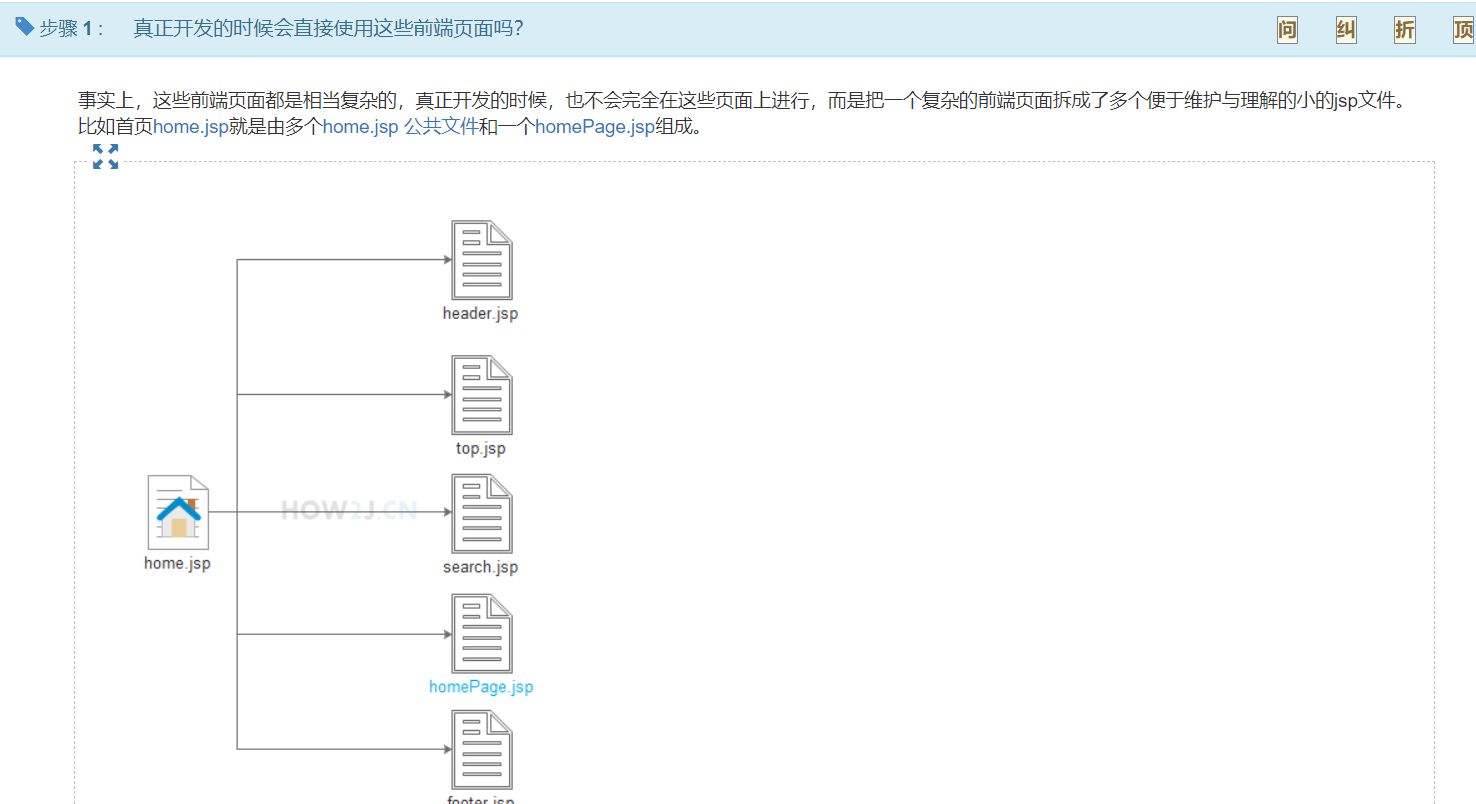 步骤 1 : 真正开发的时候会直接使用这些前端页面吗?
问 纠 折 顶
事实上，这些前端页面都是相当复杂的，真正开发的时候，也不会完全在这些页面上进行，而是把一个复杂的前端页面拆成了多个便于维护与理解的小的jsp文件。
比如首页home.jsp就是由多个home.jsp 公共文件和一个homePage.jsp组成。
header.jsp
top.jsp
HOW2J.CN
home.jsp
search.jsp
homePage.jsp
footer.jsp